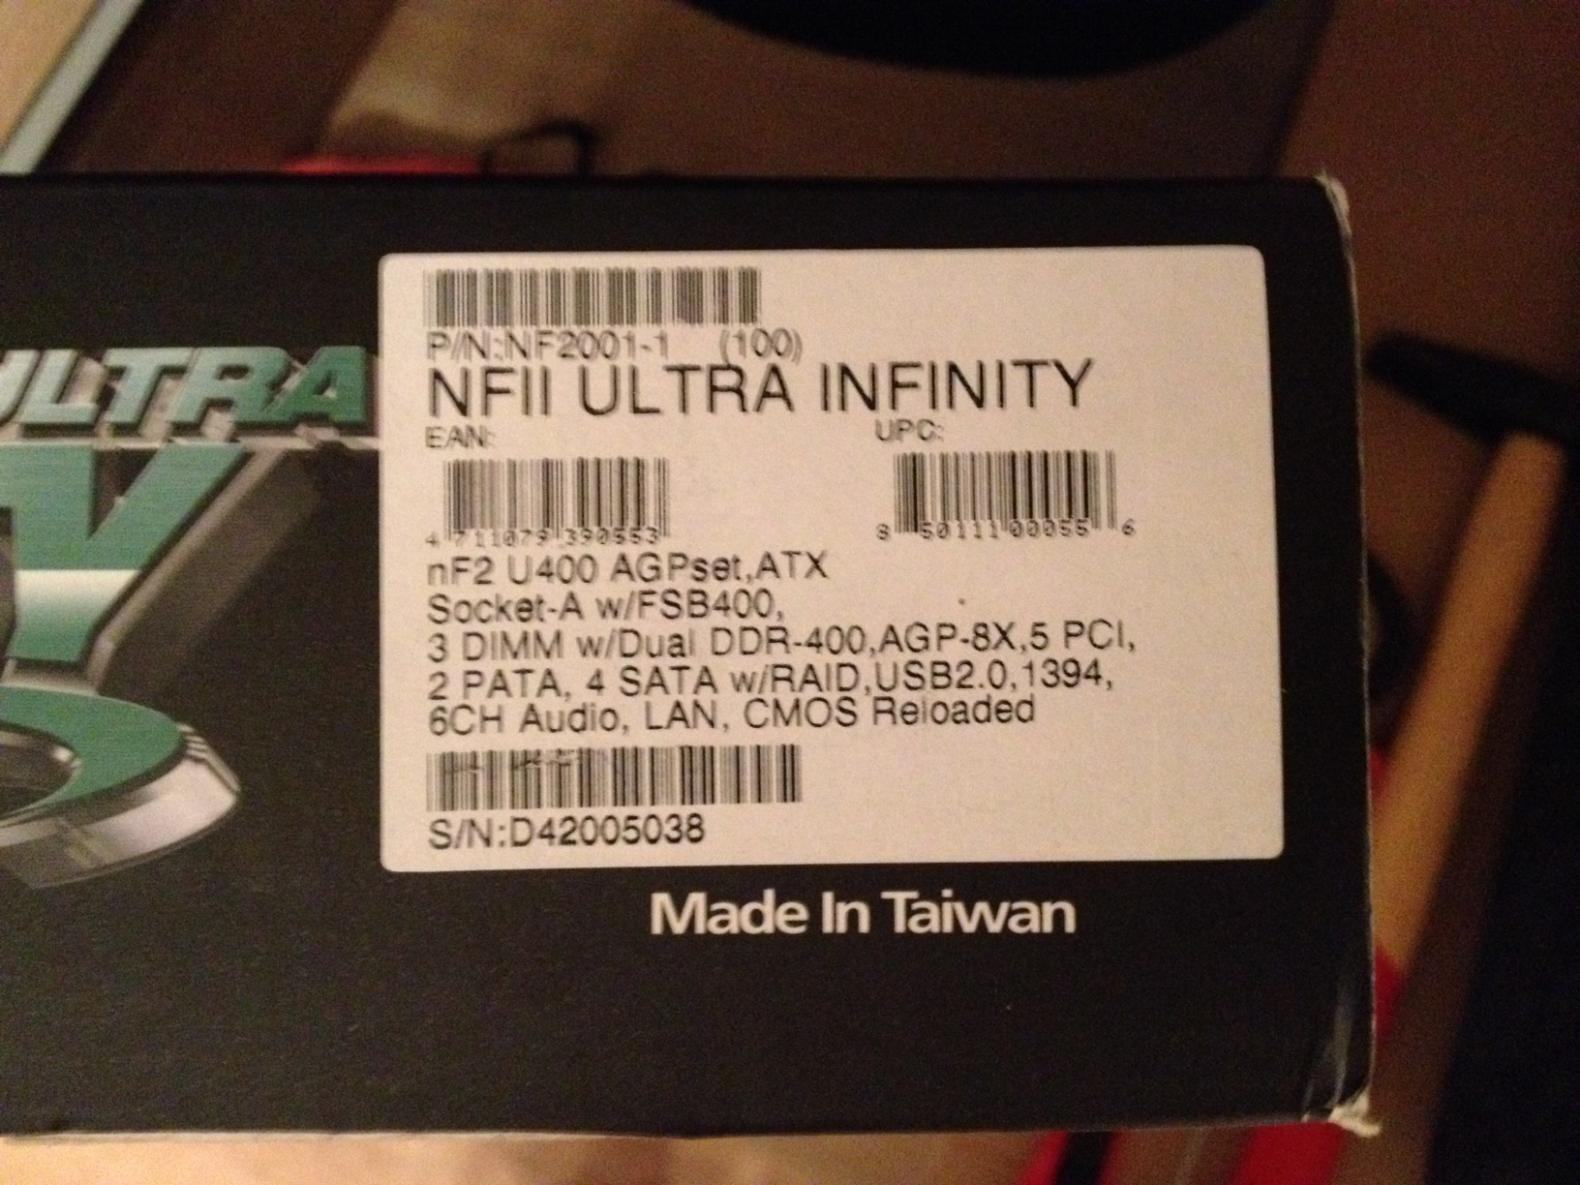 ULTRA
Y
P/N:NF2001-1 (100)
NFII ULTRA INFINITY
EAN: UPC:
4 711079 390553 8 50111 00055 6
nF2 U400 AGPset,ATX
Socket-A w/FSB400,
3 DIMM w/Dual DDR-400,AGP-8X,5 PCI,
2 PATA, 4 SATA w/RAID,USB2.0,1394,
6CH Audio, LAN, CMOS Reloaded
S/N:D42005038
Made In Taiwan